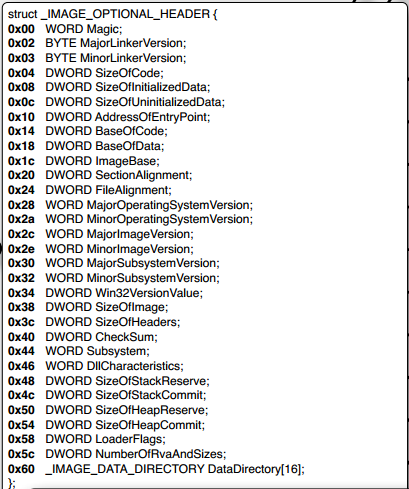 struct _IMAGE_OPTIONAL_HEADER {
0x00 WORD Magic;
0x02 BYTE MajorLinkerVersion;
0x03 BYTE MinorLinkerVersion;
0x04 DWORD SizeOfCode;
0x08 DWORD SizeOfInitializedData;
0x0c DWORD SizeOfUninitializedData;
0x10 DWORD AddressOfEntryPoint;
0x14 DWORD BaseOfCode;
0x18 DWORD BaseOfData;
0x1c DWORD ImageBase;
0x20 DWORD SectionAlignment;
0x24 DWORD FileAlignment;
0x28 WORD MajorOperatingSystemVersion;
0x2a WORD MinorOperatingSystemVersion;
0x2c WORD MajorImageVersion;
0x2e WORD MinorImageVersion;
0x30 WORD MajorSubsystemVersion;
0x32 WORD MinorSubsystemVersion;
0x34 DWORD Win32VersionValue;
0x38 DWORD SizeOfImage;
0x3c DWORD SizeOfHeaders;
0x40 DWORD CheckSum;
0x44 WORD Subsystem;
0x46 WORD DllCharacteristics;
0x48 DWORD SizeOfStackReserve;
0x4c DWORD SizeOfStackCommit;
0x50 DWORD SizeOfHeapReserve;
0x54 DWORD SizeOfHeapCommit;
0x58 DWORD LoaderFlags;
0x5c DWORD NumberOfRvaAndSizes;
0x60 _IMAGE_DATA_DIRECTORY DataDirectory[16];
};